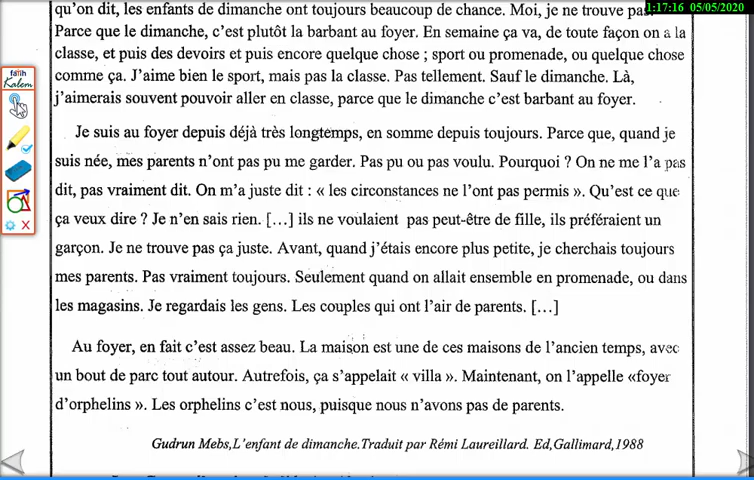 1:17:16 05/05/2020
qu'on dit, les enfants de dimanche ont toujours beaucoup de chance. Moi, je ne trouve pas.
Parce que le dimanche, c'est plutôt la barbant au foyer. En semaine ça va, de toute façon on a la
classe, et puis des devoirs et puis encore quelque chose ; sport ou promenade, ou quelque chose
comme ça. J'aime bien le sport, mais pas la classe. Pas tellement. Sauf le dimanche. Là,
j'aimerais souvent pouvoir aller en classe, parce que le dimanche c'est barbant au foyer.
fatih
Kalem
Je suis au foyer depuis déjà très longtemps, en somme depuis toujours. Parce que, quand je
suis née, mes parents n'ont pas pu me garder. Pas pu ou pas voulu. Pourquoi ? On ne me l'a pas
dit, pas vraiment dit. On m'a juste dit : « les circonstances ne l'ont pas permis ». Qu'est ce que
ça veux dire ? Je n'en sais rien. [...] ils ne voulaient pas peut-être de fille, ils préféraient un
garçon. Je ne trouve pas ça juste. Avant, quand j'étais encore plus petite, je cherchais toujours
mes parents. Pas vraiment toujours. Seulement quand on allait ensemble en promenade, ou dans
les magasins. Je regardais les gens. Les couples qui ont l'air de parents. [...]
Au foyer, en fait c'est assez beau. La maison est une de ces maisons de l'ancien temps, avec
un bout de parc tout autour. Autrefois, ça s'appelait « villa ». Maintenant, on l'appelle «foyer
d'orphelins ». Les orphelins c'est nous, puisque nous n'avons pas de parents.
Gudrun Mebs,L'enfant de dimanche.Traduit par Rémi Laureillard. Ed,Gallimard,1988